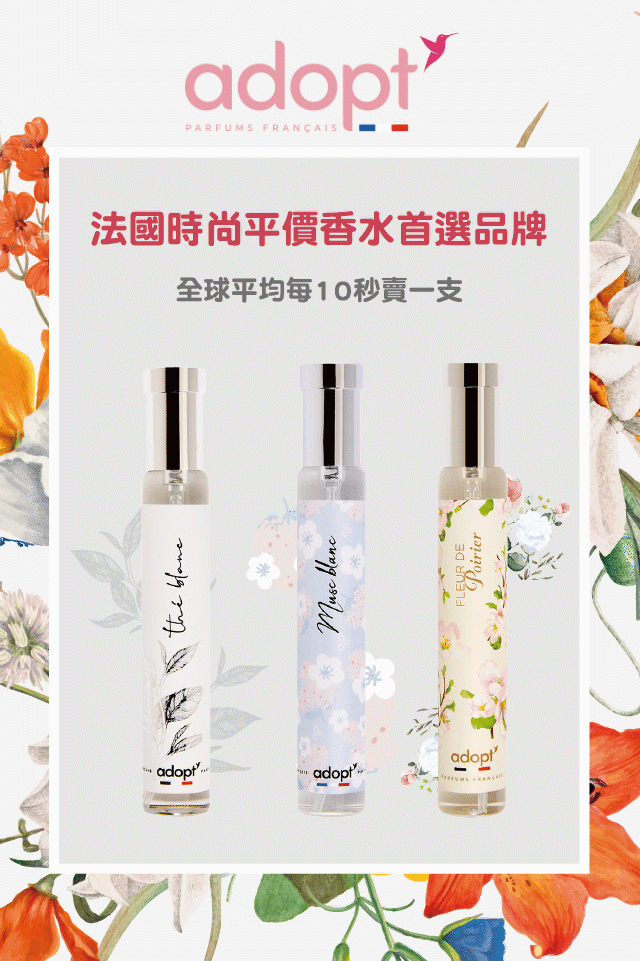 adopt
PARFUMS FRANÇAIS
法國時尚平價香水首選品牌
全球平均每10秒賣一支
thé blanc
adopt
Musc blanc
adopt
FLEUR DE
Poirier
adopt
PARFUMS FRANÇAIS